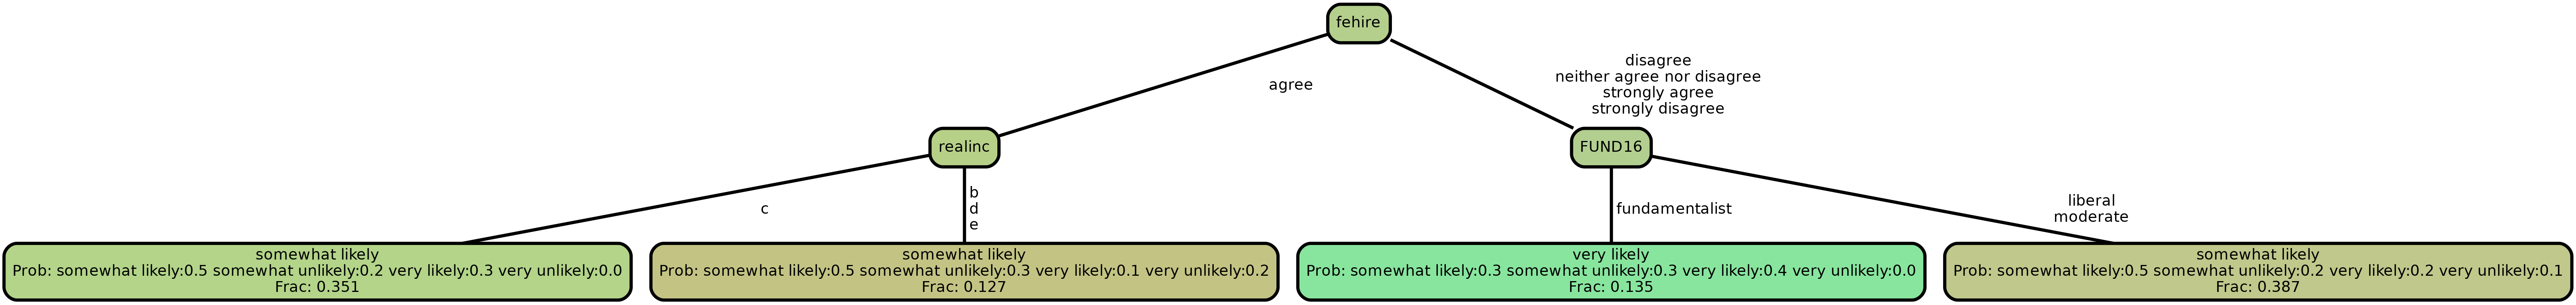 fehire
agree
disagree
neither agree nor disagree
strongly agree
strongly disagree
realinc
FUND16
c
b
d
e
fundamentalist
liberal
moderate
somewhat likely
Prob: somewhat likely:0.5 somewhat unlikely:0.2 very likely:0.3 very unlikely:0.0
Frac: 0.351
somewhat likely
Prob: somewhat likely:0.5 somewhat unlikely:0.3 very likely:0.1 very unlikely:0.2
Frac: 0.127
very likely
Prob: somewhat likely:0.3 somewhat unlikely:0.3 very likely:0.4 very unlikely:0.0
Frac: 0.135
somewhat likely
Prob: somewhat likely:0.5 somewhat unlikely:0.2 very likely:0.2 very unlikely:0.1
Frac: 0.387